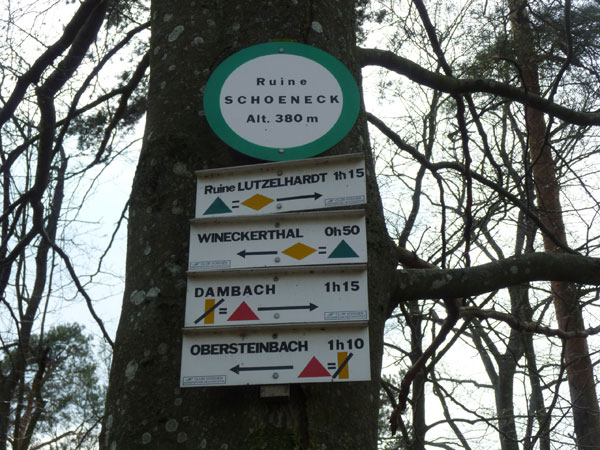 Ruine
SCHOENECK
Alt. 380 m
Ruine LUTZELHARDT 1h15
WINECKERTHAL 0h50
DAMBACH 1h15
OBERSTEINBACH 1h10